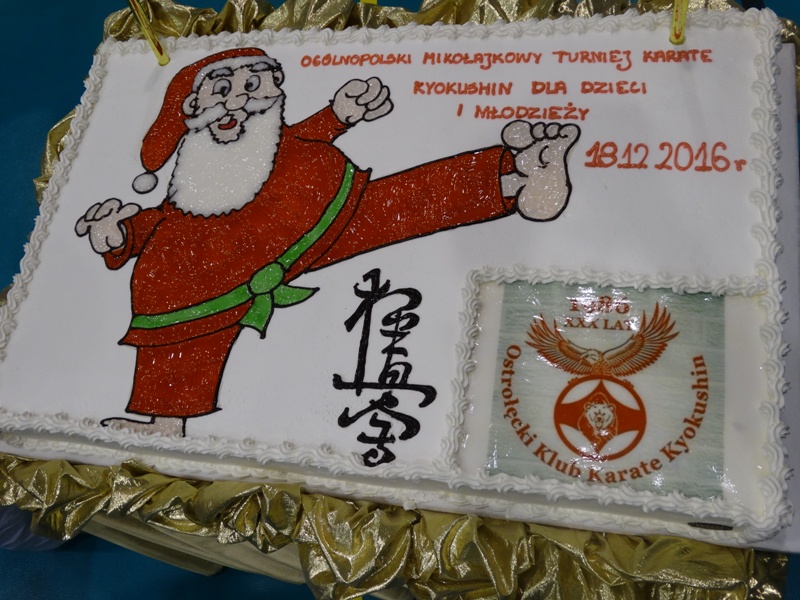 OGÓLNOPOLSKI MIKOŁAJKOWY TURNIEJ KARATE
KYOKUSHIN DLA DZIECI
I MŁODZIEŻY
18.12 2016 r
極真会
1986
XXX LAT
Ostrołęcki Klub Karate Kyokushin